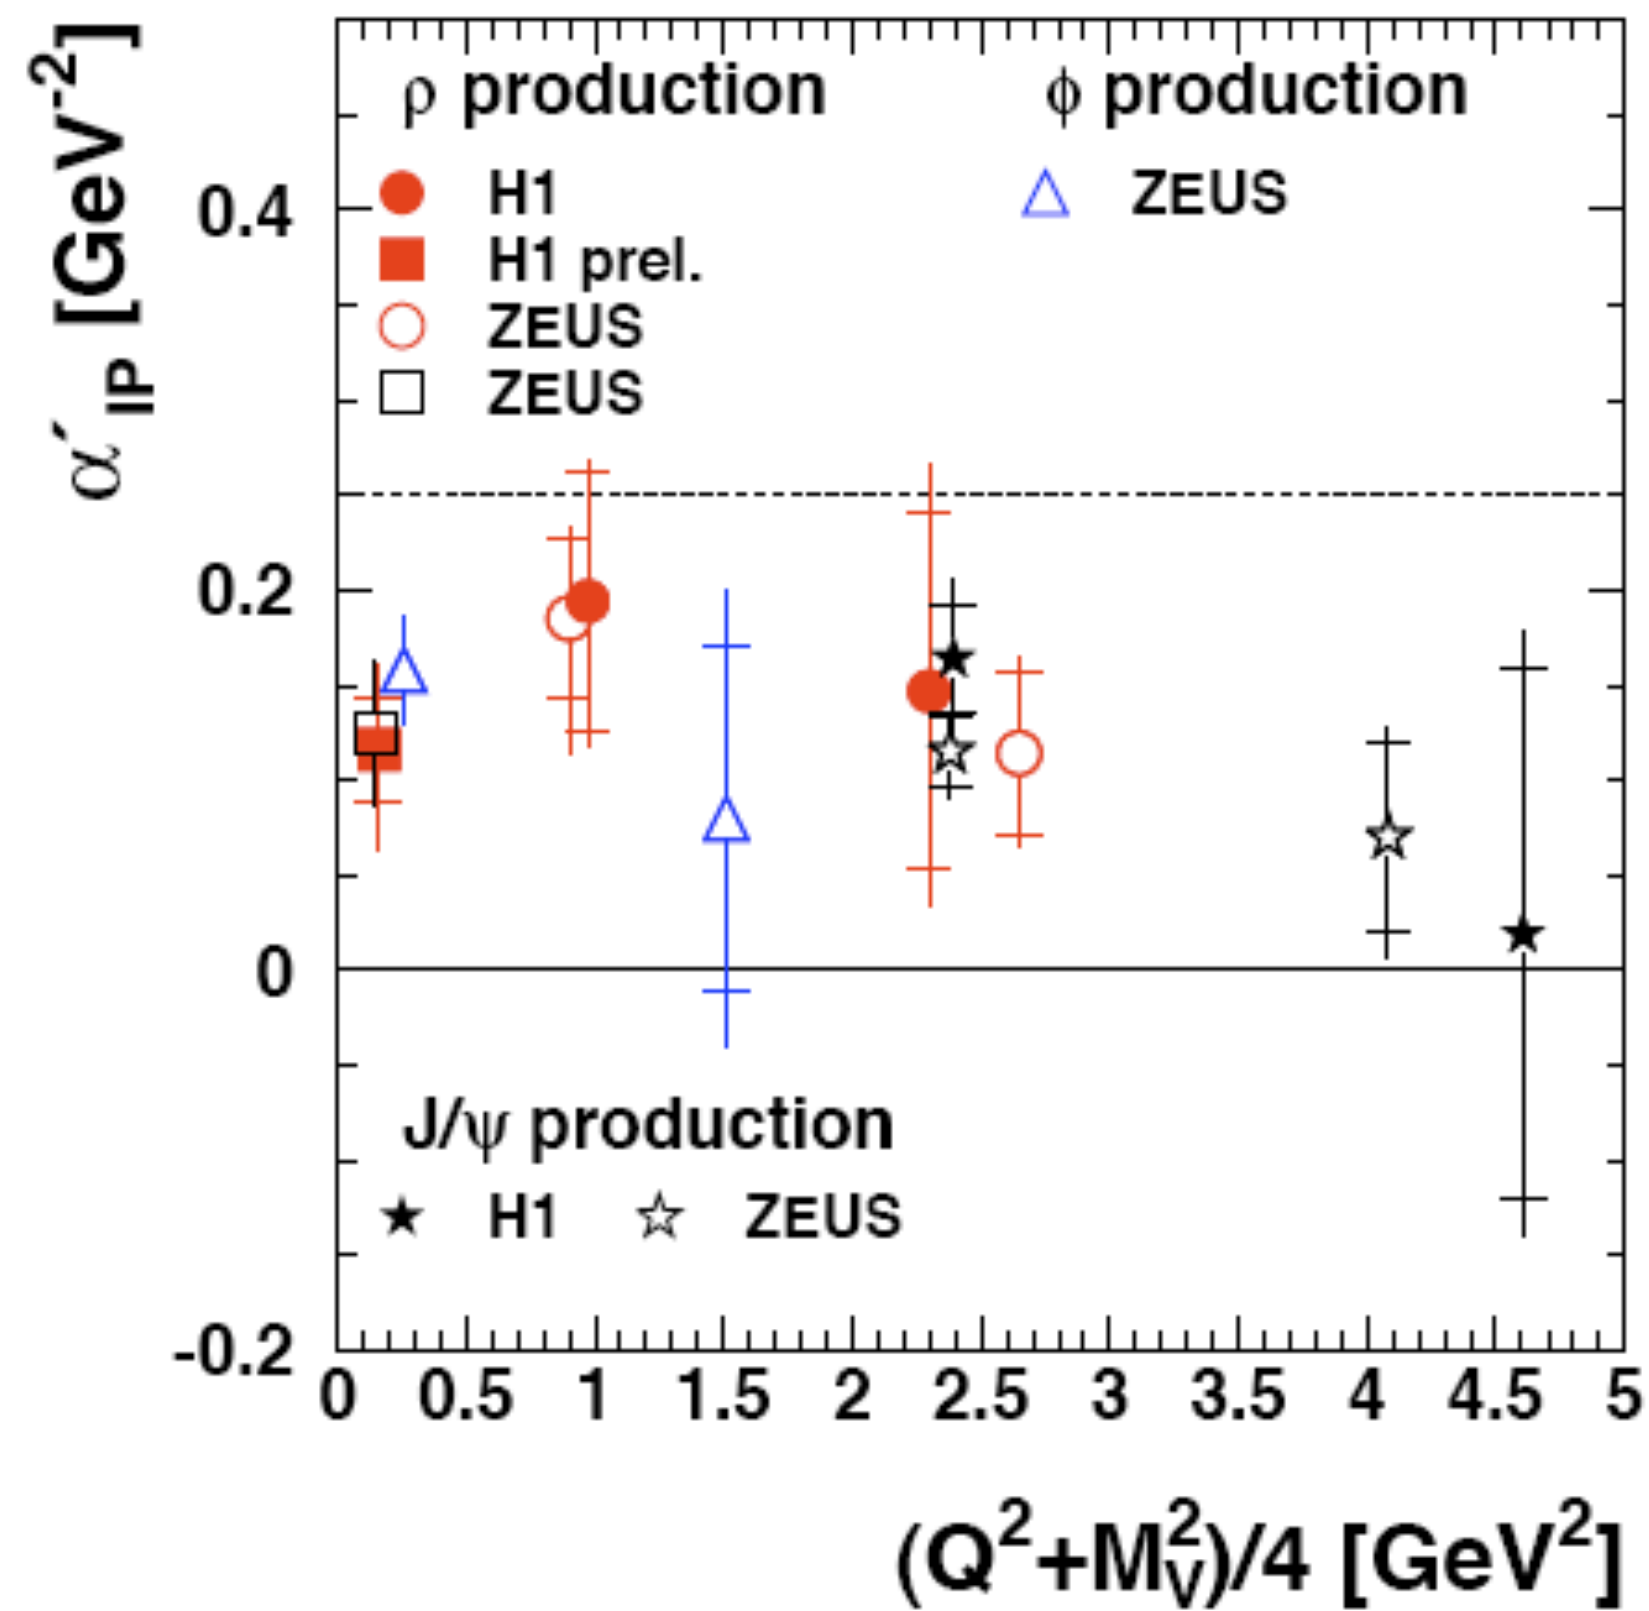 α′IP [GeV-2]
ρ production
H1
H1 prel.
ZEUS
ZEUS
ϕ production
ZEUS
0.4
0.2
0
-0.2
J/ψ production
H1 ZEUS
0 0.5 1 1.5 2 2.5 3 3.5 4 4.5 5
(Q2+M2V)/4 [GeV2]